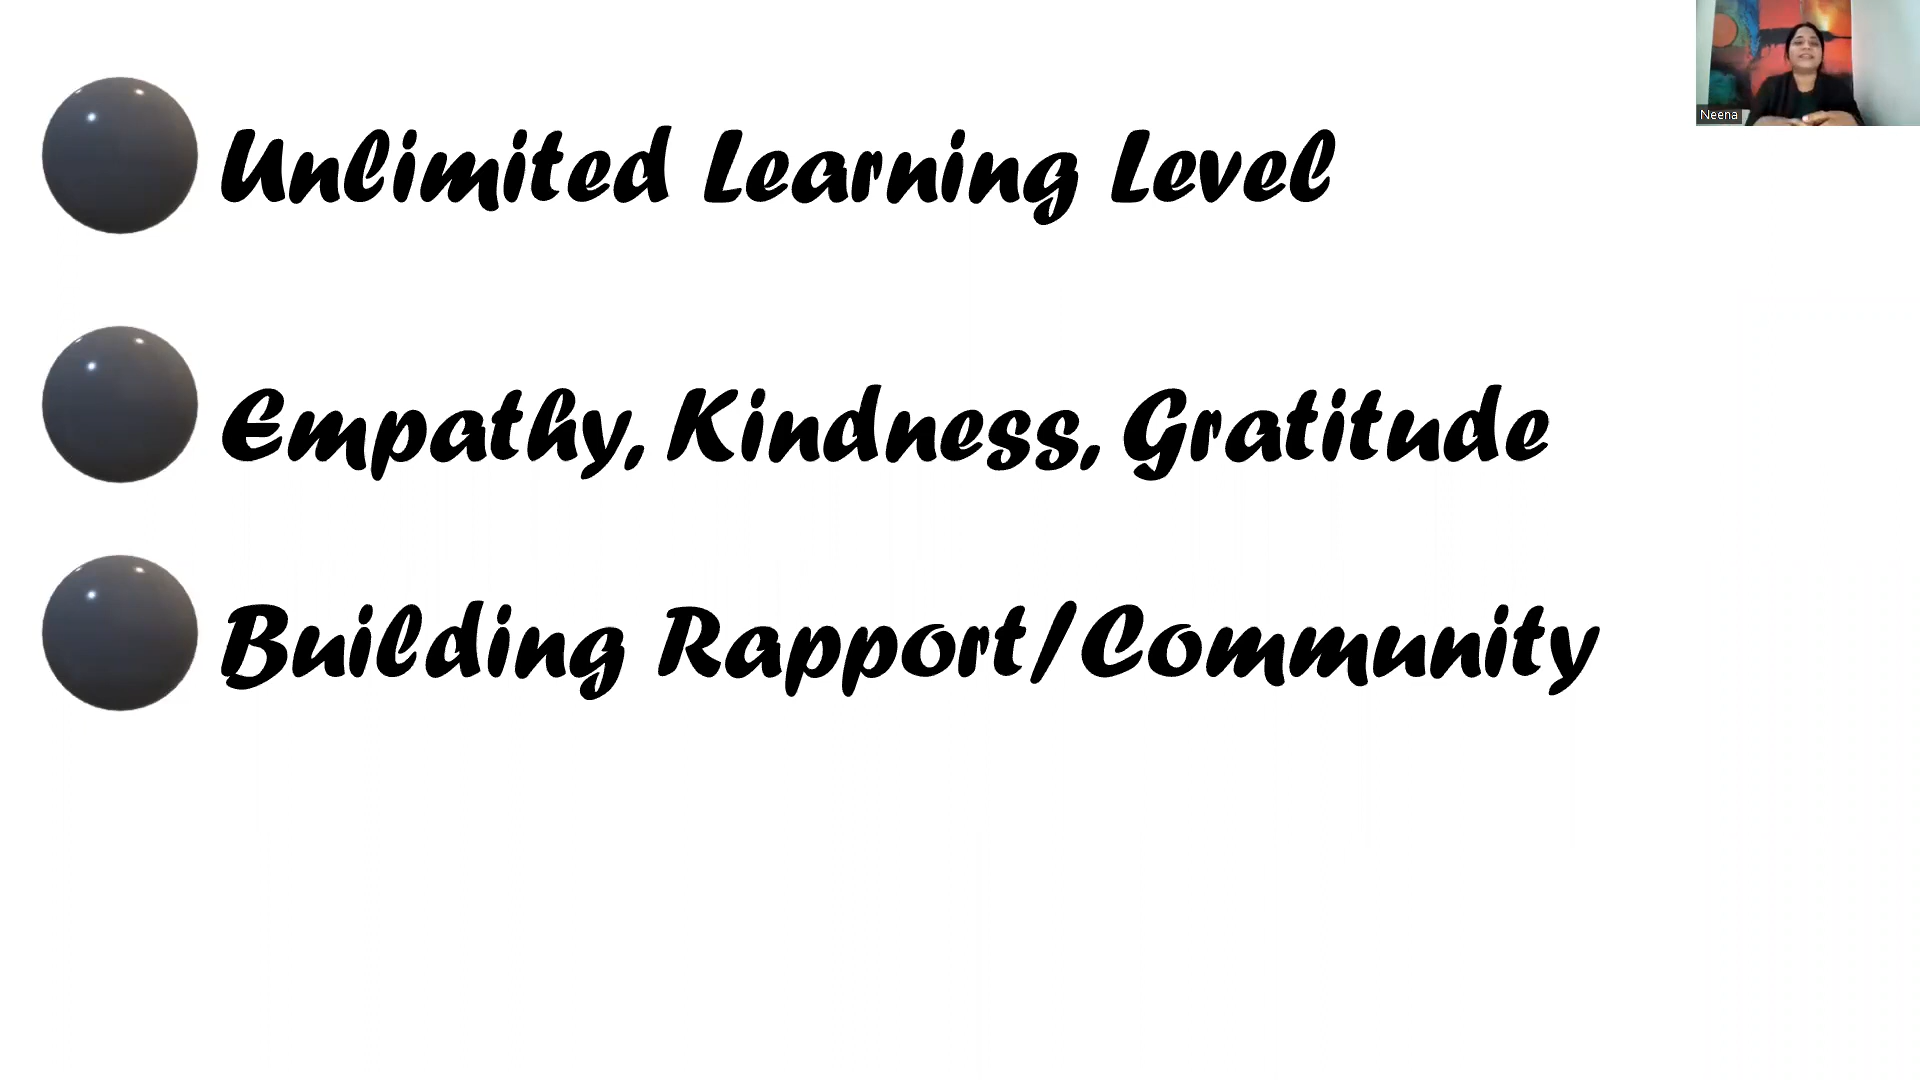 Neena
Unlimited Learning Level
Empathy, Kindness, Gratitude
Building Rapport/Community